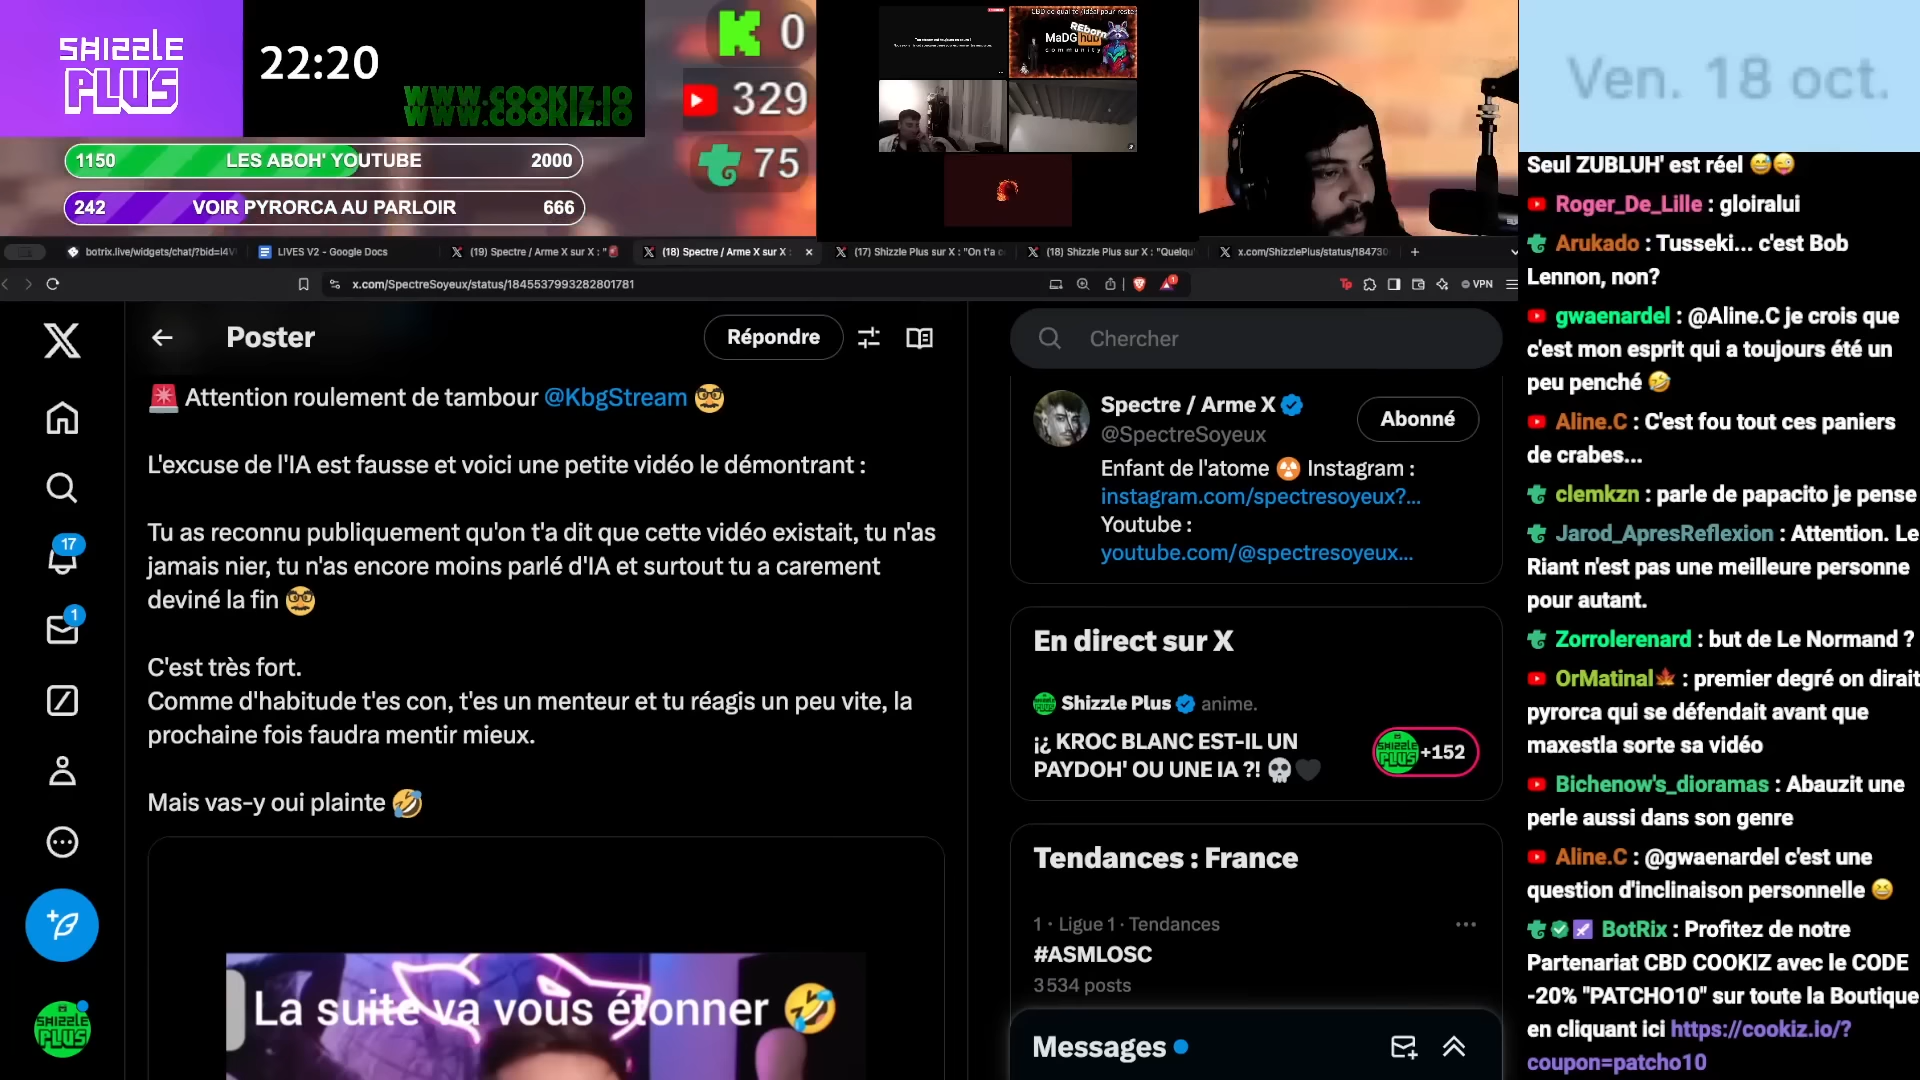 SHIZZLE
PLUS
22:20
WWW.COOKIZ.IO
WWW.COOKIZ.IO
1150 LES ABOH' YOUTUBE 2000
242 VOIR PYRORCA AU PARLOIR 666
0
329
75
REborn
MaDG hub
community
Ven. 18 oct.
botrix.live/widgets/chat/?bid=i4V
LIVES V2 - Google Docs
(19) Spectre / Arme X sur X : "
(18) Spectre / Arme X sur X :
(17) Shizzle Plus sur X : "On t'a c
(18) Shizzle Plus sur X : "Quelqu'
x.com/ShizzlePlus/status/184730
x.com/SpectreSoyeux/status/1845537993282801781
VPN
Poster
Répondre
Attention roulement de tambour @KbgStream 🥸
L'excuse de l'IA est fausse et voici une petite vidéo le démontrant :
Tu as reconnu publiquement qu'on t'a dit que cette vidéo existait, tu n'as
jamais nier, tu n'as encore moins parlé d'IA et surtout tu a carement
deviné la fin 🥸
C'est très fort.
Comme d'habitude t'es con, t'es un menteur et tu réagis un peu vite, la
prochaine fois faudra mentir mieux.
Mais vas-y oui plainte 🤣
La suite va vous étonner 🤣
17
1
Chercher
Spectre / Arme X
@SpectreSoyeux
Abonné
Enfant de l'atome ☢️ Instagram :
instagram.com/spectresoyeux?...
Youtube :
youtube.com/@spectresoyeux...
En direct sur X
Shizzle Plus anime.
¡¿ KROC BLANC EST-IL UN
PAYDOH' OU UNE IA ?! 💀🖤
+152
Tendances : France
1 · Ligue 1 · Tendances
#ASMLOSC
3 534 posts
Messages
Seul ZUBLUH' est réel 😅😜
Roger_De_Lille : gloiralui
Arukado : Tusseki... c'est Bob
Lennon, non?
gwaenardel : @Aline.C je crois que
c'est mon esprit qui a toujours été un
peu penché 🤣
Aline.C : C'est fou tout ces paniers
de crabes...
clemkzn : parle de papacito je pense
Jarod_ApresReflexion : Attention. Le
Riant n'est pas une meilleure personne
pour autant.
Zorrolerenard : but de Le Normand ?
OrMatinal🍁 : premier degré on dirait
pyrorca qui se défendait avant que
maxestla sorte sa vidéo
Bichenow's_dioramas : Abauzit une
perle aussi dans son genre
Aline.C : @gwaenardel c'est une
question d'inclinaison personnelle 😆
BotRix : Profitez de notre
Partenariat CBD COOKIZ avec le CODE
-20% "PATCHO10" sur toute la Boutique
en cliquant ici https://cookiz.io/?
coupon=patcho10